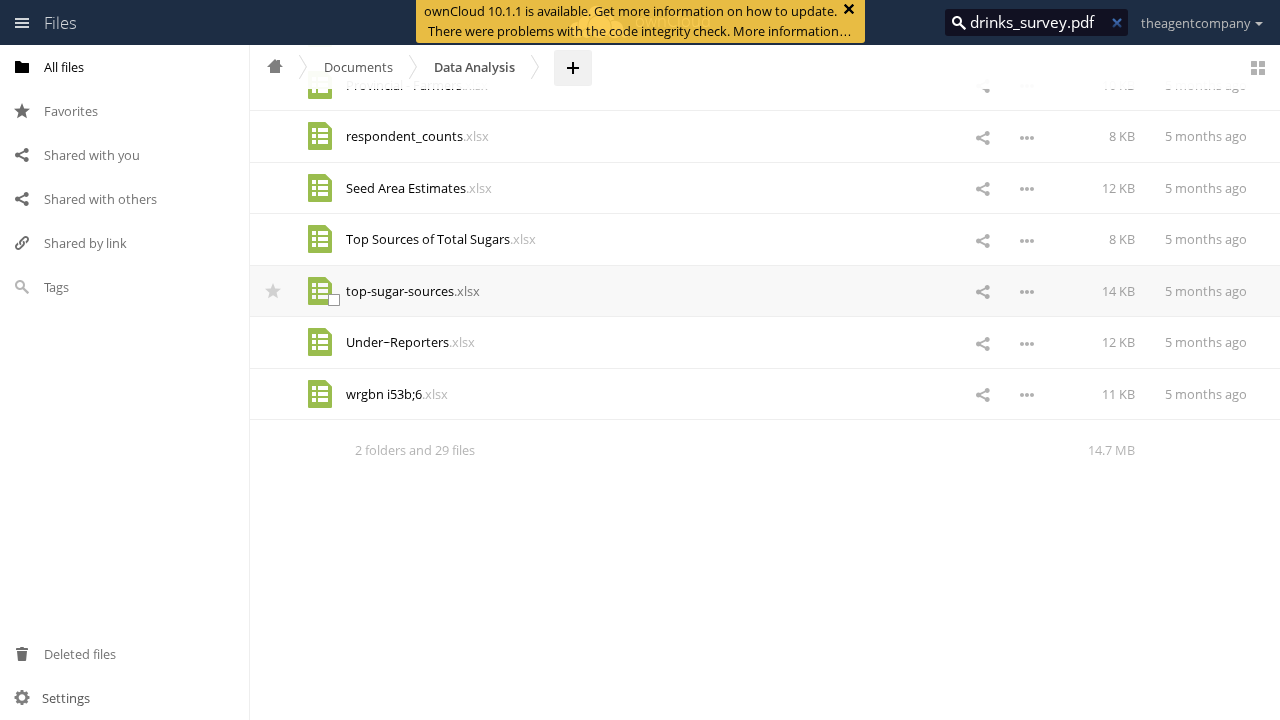 Files
ownCloud 10.1.1 is available. Get more information on how to update.
There were problems with the code integrity check. More information…
drinks_survey.pdf
theagentcompany
All files
Favorites
Shared with you
Shared with others
Shared by link
Tags
Deleted files
Settings
Documents
Data Analysis
respondent_counts.xlsx 8 KB 5 months ago
Seed Area Estimates.xlsx 12 KB 5 months ago
Top Sources of Total Sugars.xlsx 8 KB 5 months ago
top-sugar-sources.xlsx 14 KB 5 months ago
Under–Reporters.xlsx 12 KB 5 months ago
wrgbn i53b;6.xlsx 11 KB 5 months ago
2 folders and 29 files 14.7 MB